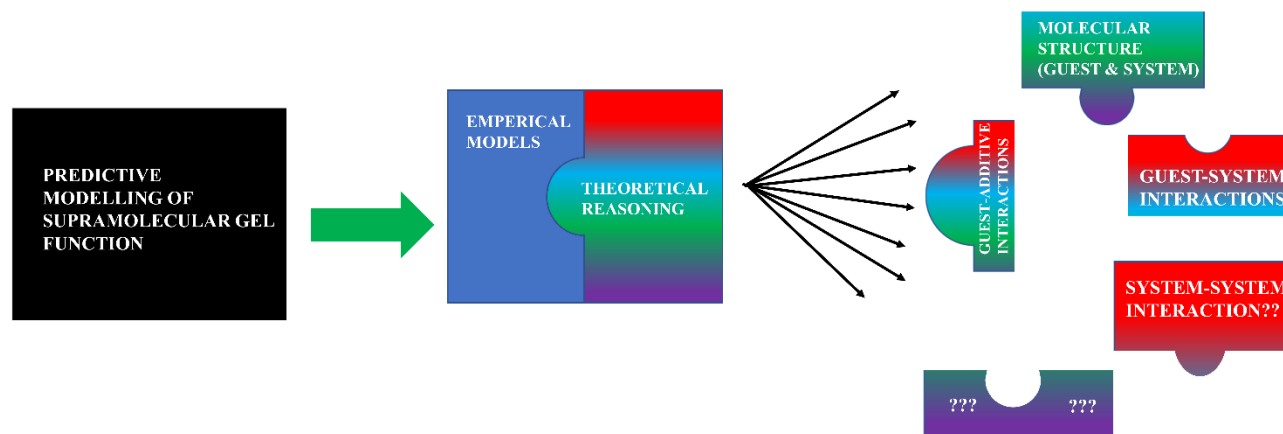 PREDICTIVE
MODELLING OF
SUPRAMOLECULAR GEL
FUNCTION
EMPERICAL
MODELS
THEORETICAL
REASONING
GUEST-ADDITIVE
INTERACTIONS
MOLECULAR
STRUCTURE
(GUEST & SYSTEM)
GUEST-SYSTEM
INTERACTIONS
SYSTEM-SYSTEM
INTERACTION??
??? ???